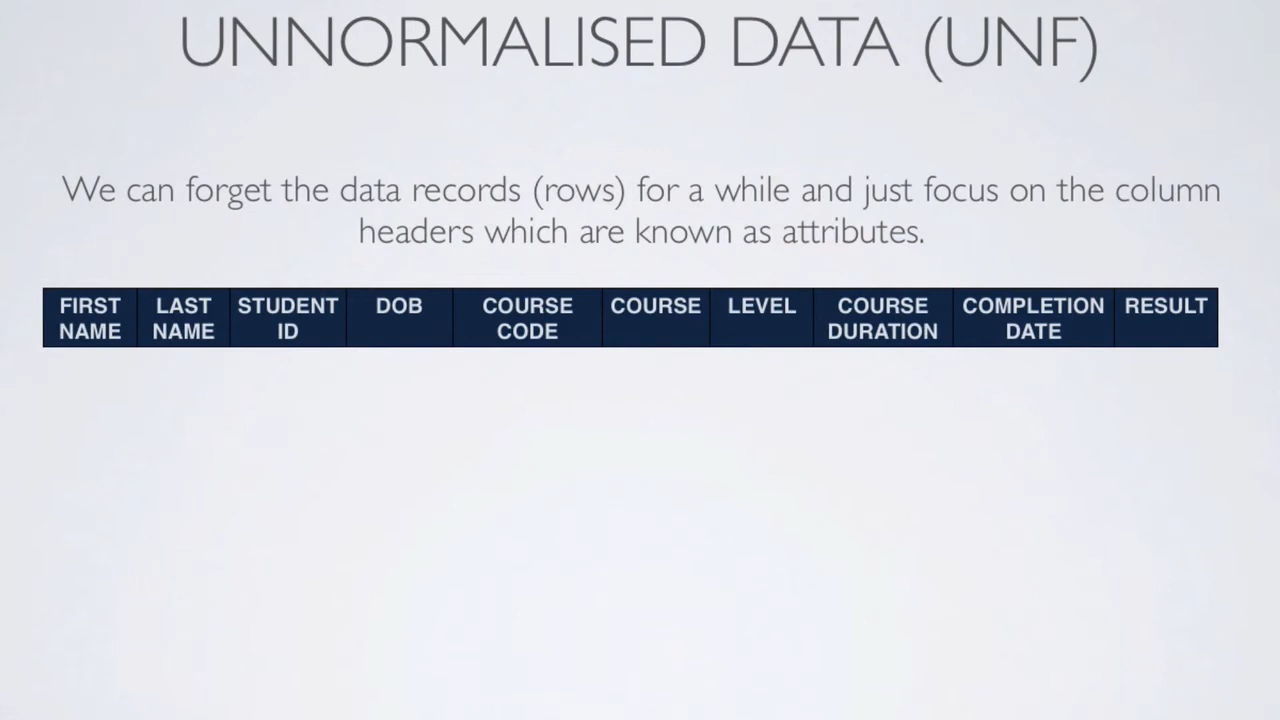 UNNORMALISED DATA (UNF)
We can forget the data records (rows) for a while and just focus on the column
headers which are known as attributes.
FIRST NAME
LAST NAME
STUDENT ID
DOB
COURSE CODE
COURSE
LEVEL
COURSE DURATION
COMPLETION DATE
RESULT